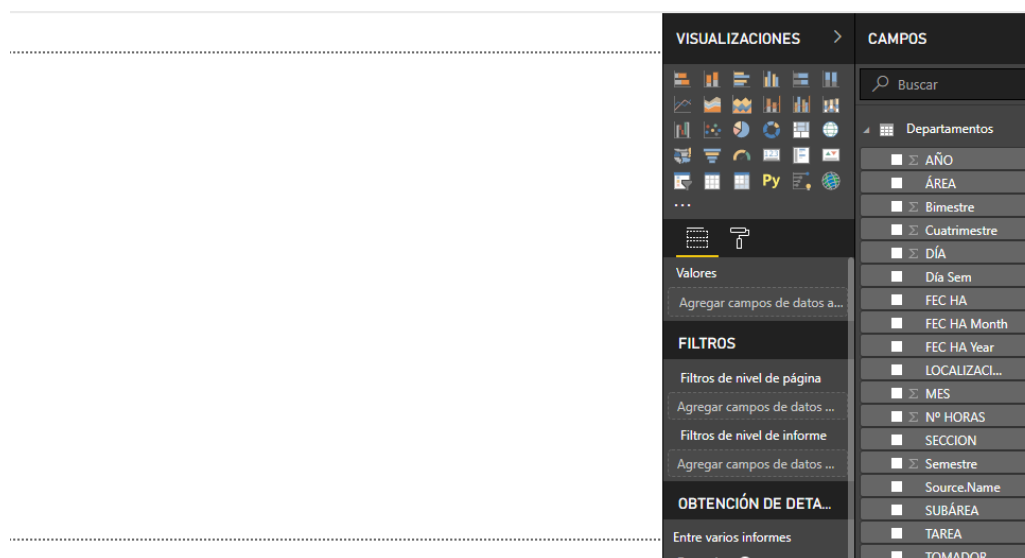 VISUALIZACIONES
Py
...
Valores
Agregar campos de datos a...
FILTROS
Filtros de nivel de página
Agregar campos de datos ...
Filtros de nivel de informe
Agregar campos de datos ...
OBTENCIÓN DE DETA...
Entre varios informes
CAMPOS
Buscar
Departamentos
Σ AÑO
ÁREA
Σ Bimestre
Σ Cuatrimestre
Σ DÍA
Día Sem
FEC HA
FEC HA Month
FEC HA Year
LOCALIZACI...
Σ MES
Σ Nº HORAS
SECCION
Σ Semestre
Source.Name
SUBÁREA
TAREA
TOMADOR